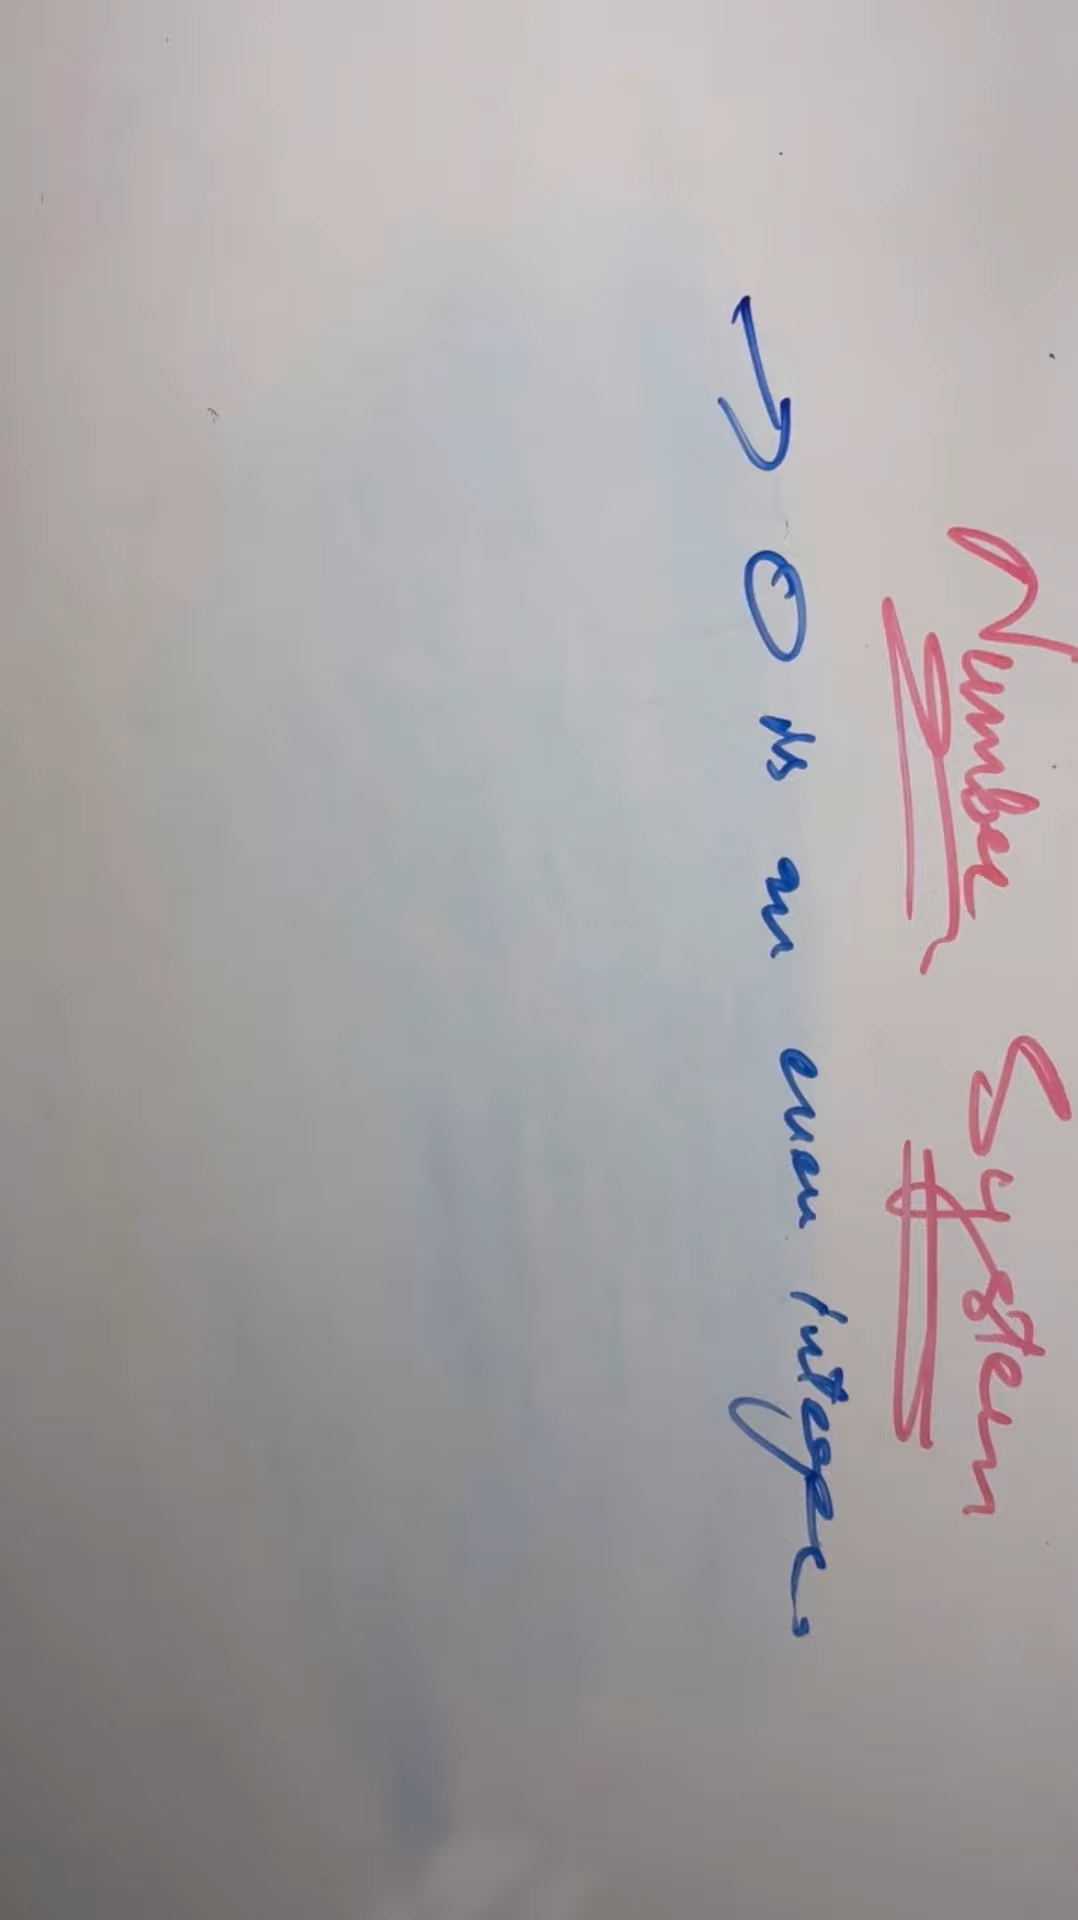 Number System
→ 0 is an even integer.